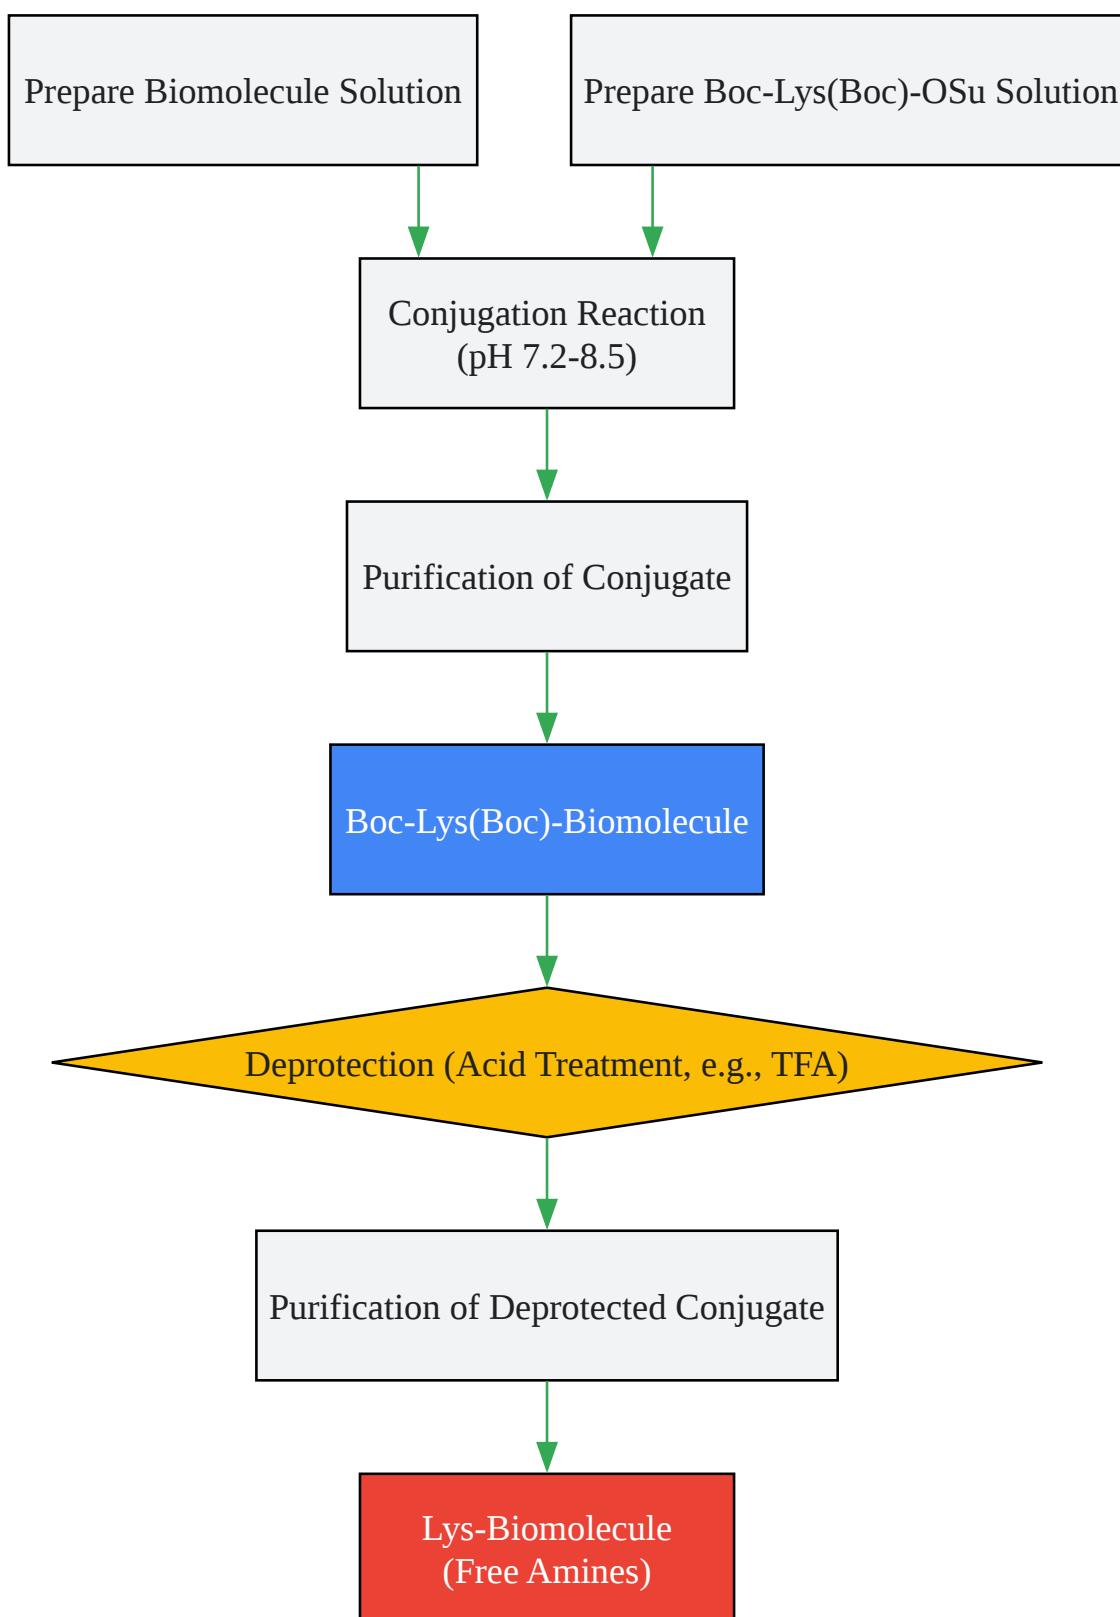 Prepare Biomolecule Solution
Prepare Boc-Lys(Boc)-OSu Solution
Conjugation Reaction
(pH 7.2-8.5)
Purification of Conjugate
Boc-Lys(Boc)-Biomolecule
Deprotection (Acid Treatment, e.g., TFA)
Purification of Deprotected Conjugate
Lys-Biomolecule
(Free Amines)